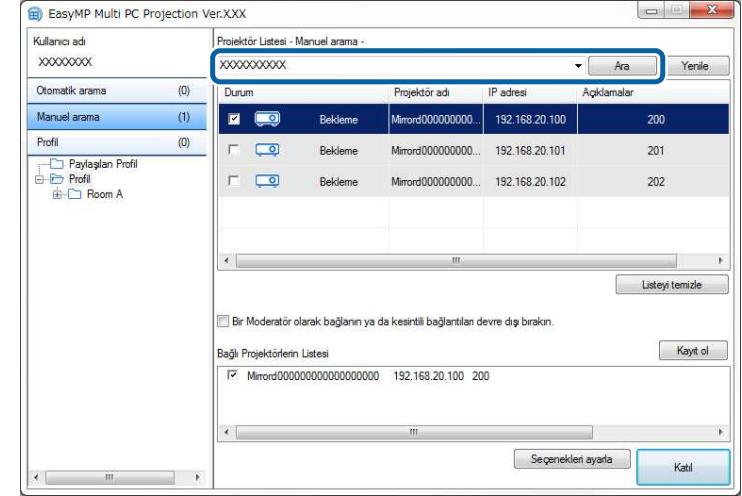 EasyMP Multi PC Projection Ver.X.XX
Kullanıcı adı
XXXXXXXX
Otomatik arama (0)
Manuel arama (1)
Profil (0)
Paylaşılan Profil
Profil
Room A
Projektör Listesi - Manuel arama -
XXXXXXXXXX Ara Yenile
Durum Projektör adı IP adresi Açıklamalar
Bekleme Mirrord000000000... 192.168.20.100 200
Bekleme Mirrord000000000... 192.168.20.101 201
Bekleme Mirrord000000000... 192.168.20.102 202
Listeyi temizle
Bir Moderatör olarak bağlanın ya da kesintili bağlantıları devre dışı bırakın.
Bağlı Projektörlerin Listesi Kayıt ol
Mirrord000000000000000000 192.168.20.100 200
Seçenekleri ayarla Katıl